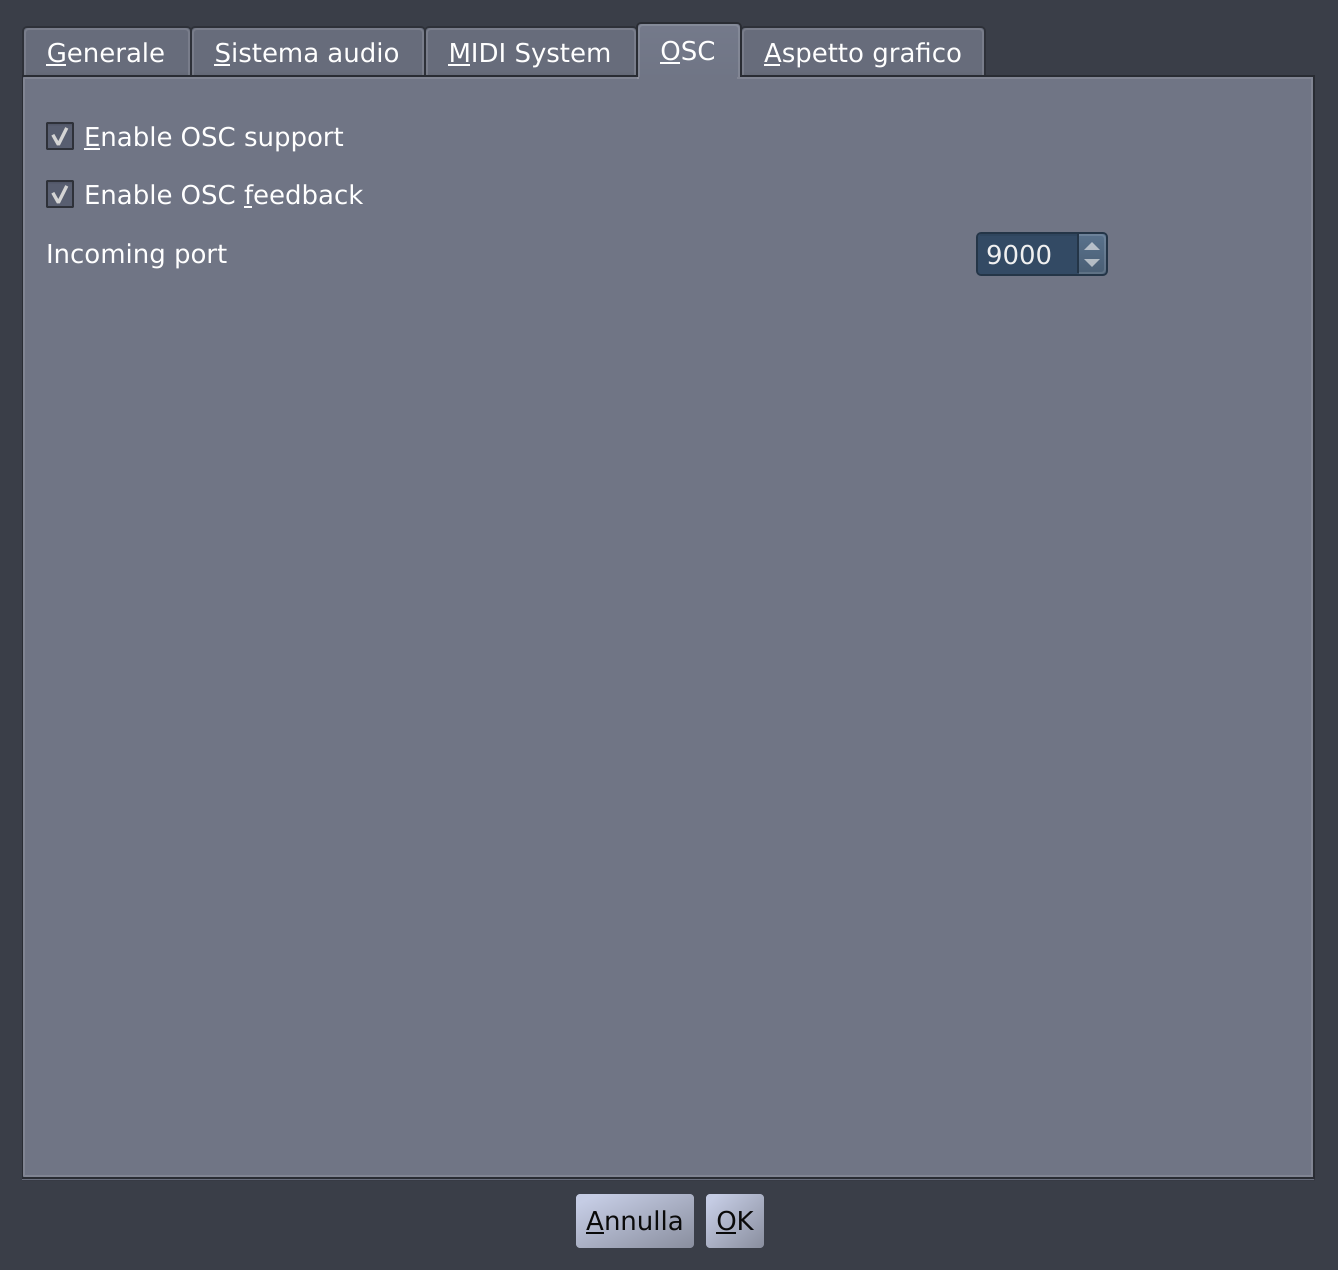 Generale Sistema audio MIDI System OSC Aspetto grafico
Enable OSC support
Enable OSC feedback
Incoming port 9000
Annulla OK